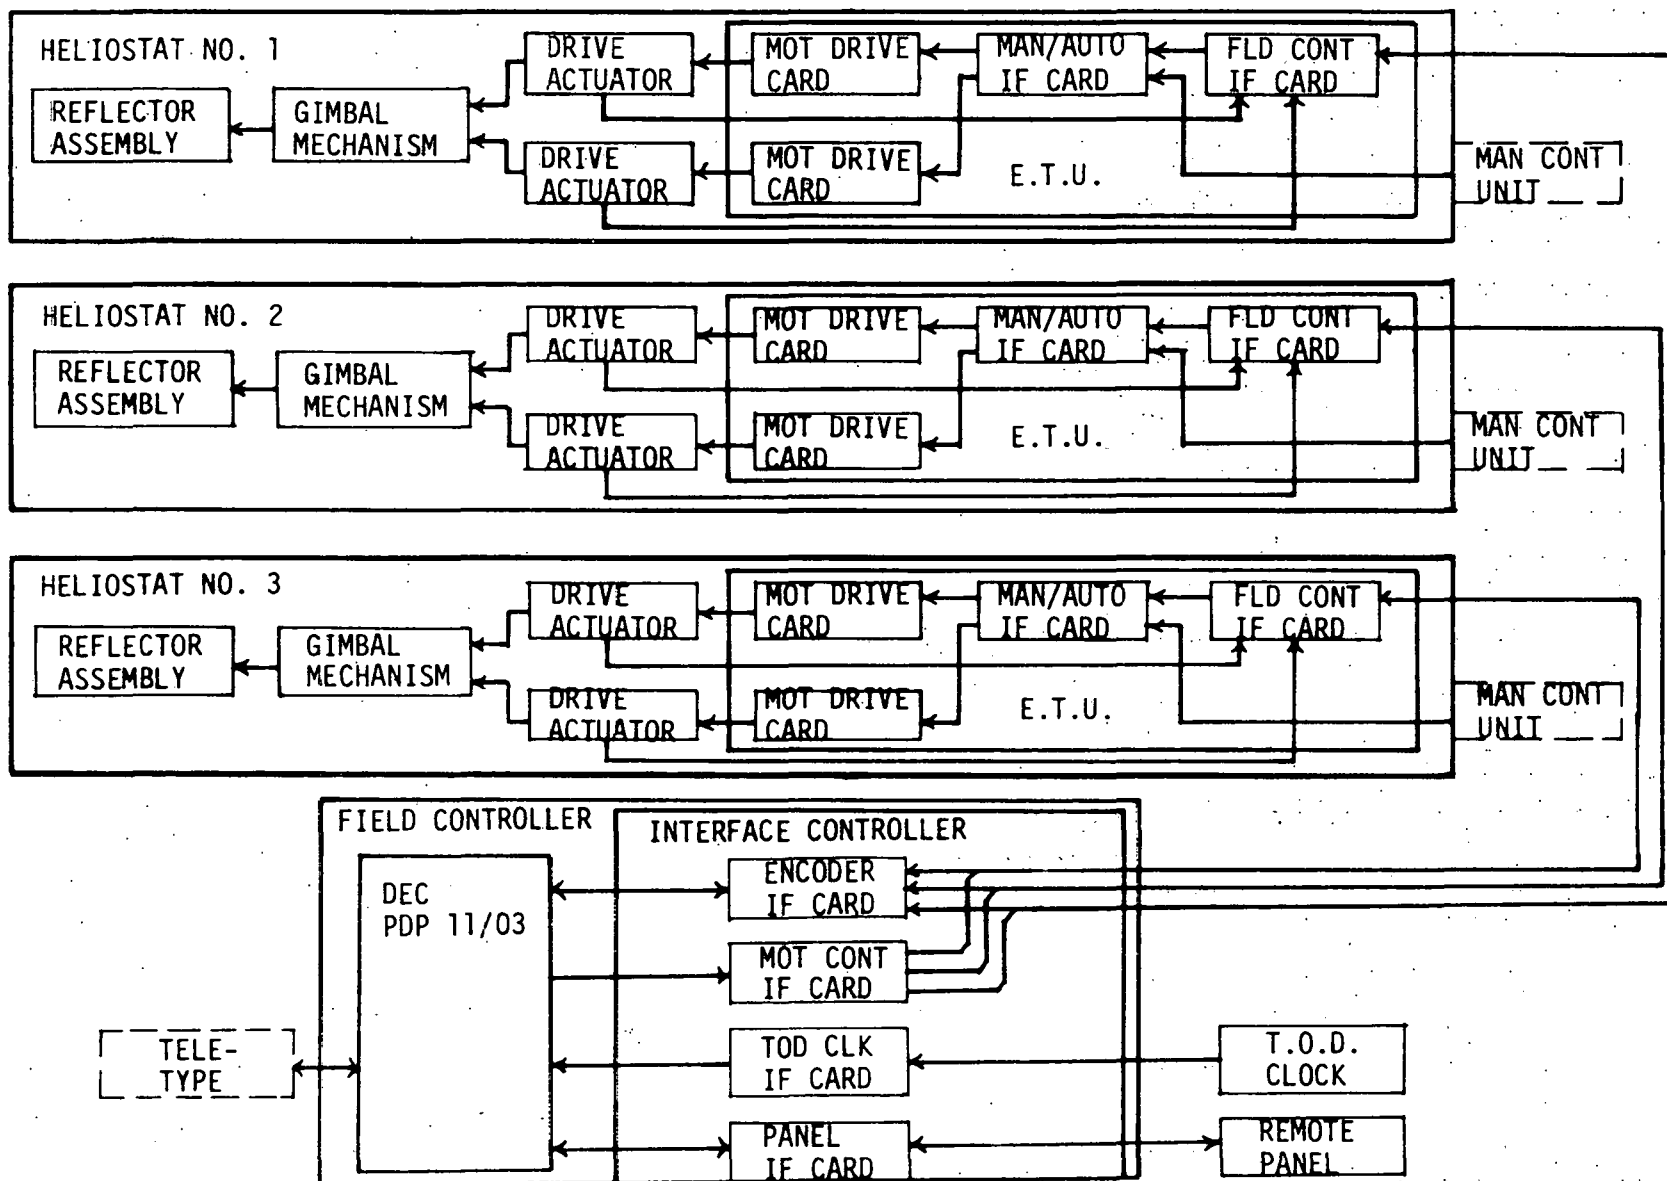 HELIOSTAT NO. 1
REFLECTOR
ASSEMBLY
GIMBAL
MECHANISM
DRIVE
ACTUATOR
DRIVE
ACTUATOR
MOT DRIVE
CARD
MOT DRIVE
CARD
MAN/AUTO
IF CARD
FLD CONT
IF CARD
E.T.U.
MAN CONT
UNIT
HELIOSTAT NO. 2
REFLECTOR
ASSEMBLY
GIMBAL
MECHANISM
DRIVE
ACTUATOR
DRIVE
ACTUATOR
MOT DRIVE
CARD
MOT DRIVE
CARD
MAN/AUTO
IF CARD
FLD CONT
IF CARD
E.T.U.
MAN CONT
UNIT
HELIOSTAT NO. 3
REFLECTOR
ASSEMBLY
GIMBAL
MECHANISM
DRIVE
ACTUATOR
DRIVE
ACTUATOR
MOT DRIVE
CARD
MOT DRIVE
CARD
MAN/AUTO
IF CARD
FLD CONT
IF CARD
E.T.U.
MAN CONT
UNIT
FIELD CONTROLLER
INTERFACE CONTROLLER
DEC
PDP 11/03
ENCODER
IF CARD
MOT CONT
IF CARD
TELE-
TYPE
TOD CLK
IF CARD
T.O.D.
CLOCK
PANEL
IF CARD
REMOTE
PANEL